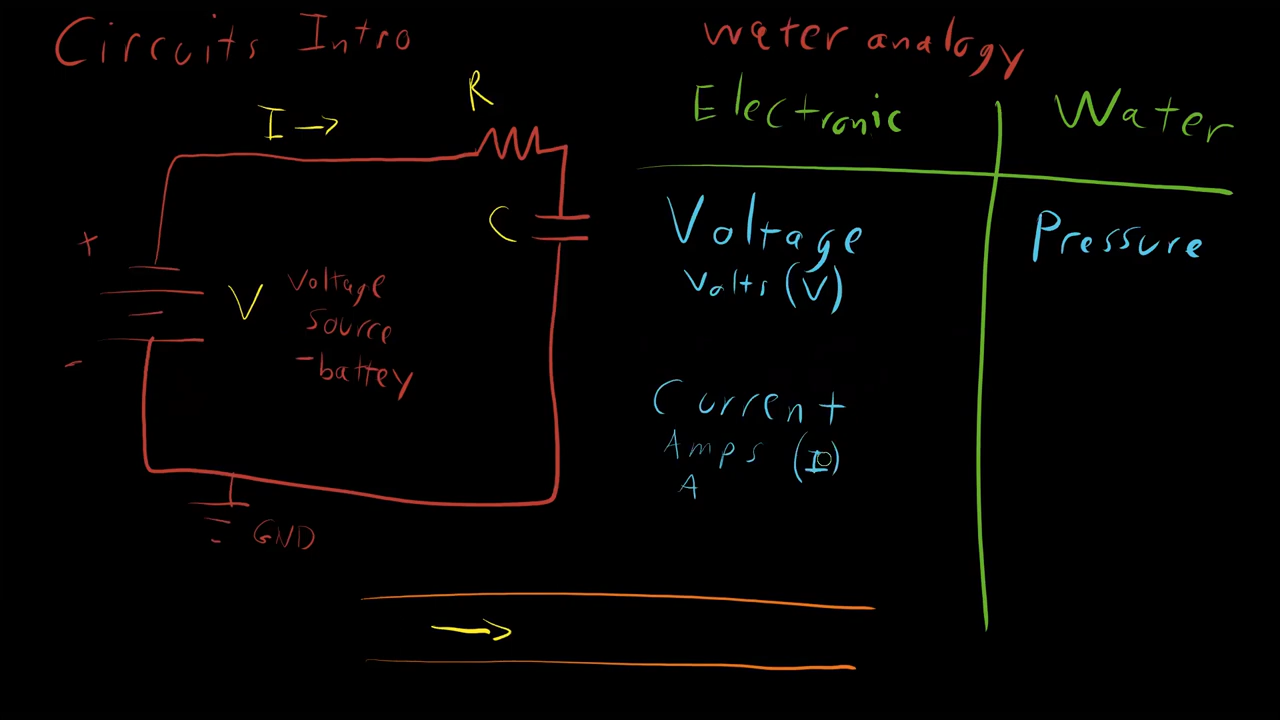 Circuits Intro
I →
R
C
+
-
V
Voltage
source
-battey
GND
water analogy
Electronic
Water
Voltage
Volts (V)
Pressure
Current
Amps (I)
A